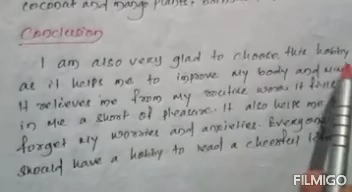 coconut and mango plants.
Conclusion
I am also very glad to choose this hobby
as it helps me to improve my body and
It relieves me from my routine work. It
in me a short of pleasure. It also helps me
forget my worries and anxieties. Everyone
should have a hobby to lead a cheerful
FILMIGO